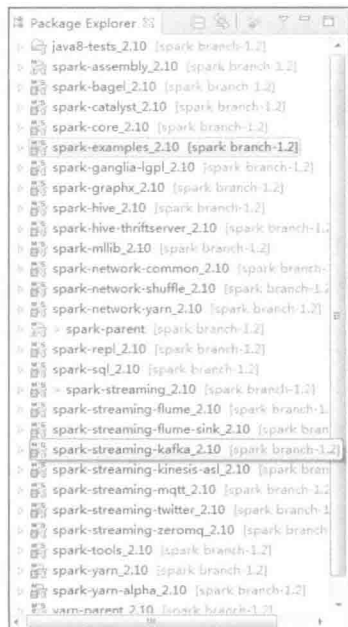 Package Explorer
java8-tests_2.10 [spark branch-1.2]
spark-assembly_2.10 [spark branch-1.2]
spark-bagel_2.10 [spark branch-1.2]
spark-catalyst_2.10 [spark branch-1.2]
spark-core_2.10 [spark branch-1.2]
spark-examples_2.10 [spark branch-1.2]
spark-ganglia-lgpl_2.10 [spark branch-1.2]
spark-graphx_2.10 [spark branch-1.2]
spark-hive_2.10 [spark branch-1.2]
spark-hive-thriftserver_2.10 [spark branch-1.2
spark-mllib_2.10 [spark branch-1.2]
spark-network-common_2.10 [spark branch-1.2
spark-network-shuffle_2.10 [spark branch-1.2]
spark-network-yarn_2.10 [spark branch-1.2]
> spark-parent [spark branch-1.2]
spark-repl_2.10 [spark branch-1.2]
spark-sql_2.10 [spark branch-1.2]
> spark-streaming_2.10 [spark branch-1.2]
spark-streaming-flume_2.10 [spark branch-1.
spark-streaming-flume-sink_2.10 [spark branc
spark-streaming-kafka_2.10 [spark branch-1.2]
spark-streaming-kinesis-asl_2.10 [spark bran
spark-streaming-mqtt_2.10 [spark branch-1.2
spark-streaming-twitter_2.10 [spark branch-1.
spark-streaming-zeromq_2.10 [spark branch
spark-tools_2.10 [spark branch-1.2]
spark-yarn_2.10 [spark branch-1.2]
spark-yarn-alpha_2.10 [spark branch-1.2]
yarn-parent_2.10 [spark branch-1.2]